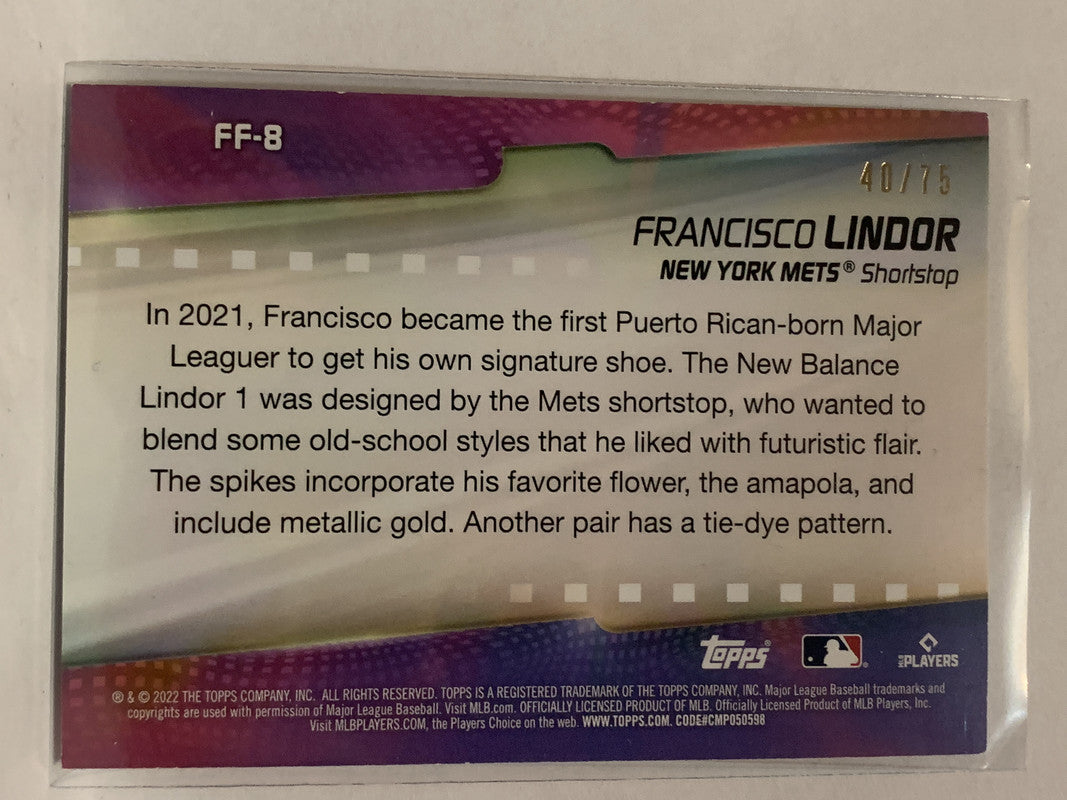 FF-8
40/75
FRANCISCO LINDOR
NEW YORK METS® Shortstop
In 2021, Francisco became the first Puerto Rican-born Major
Leaguer to get his own signature shoe. The New Balance
Lindor 1 was designed by the Mets shortstop, who wanted to
blend some old-school styles that he liked with futuristic flair.
The spikes incorporate his favorite flower, the amapola, and
include metallic gold. Another pair has a tie-dye pattern.
Topps®
MLB PLAYERS
® & © 2022 THE TOPPS COMPANY, INC. ALL RIGHTS RESERVED. TOPPS IS A REGISTERED TRADEMARK OF THE TOPPS COMPANY, INC. Major League Baseball trademarks and
copyrights are used with permission of Major League Baseball. Visit MLB.com. OFFICIALLY LICENSED PRODUCT OF MLB. Officially Licensed Product of MLB Players, Inc.
Visit MLBPLAYERS.COM, the Players Choice on the web. WWW.TOPPS.COM. CODE#CMP050598